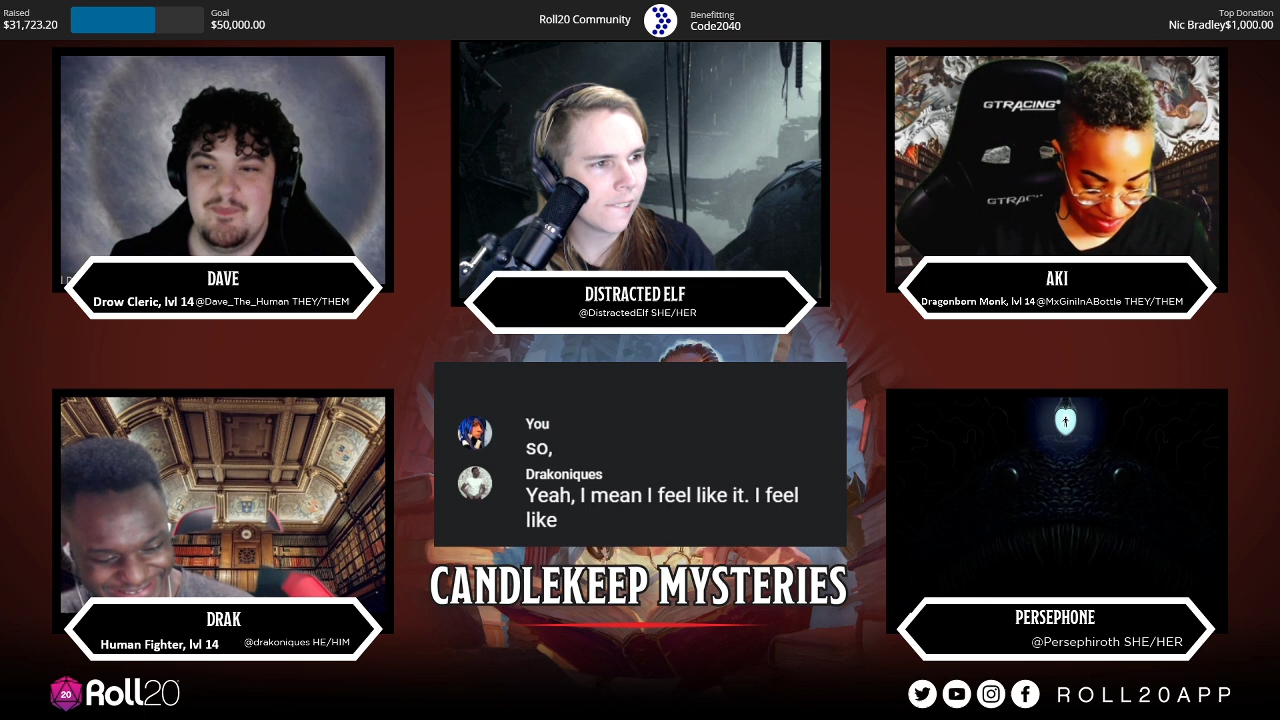 Raised
$31,723.20
Goal
$50,000.00
Roll20 Community
Benefitting
Code2040
Top Donation
Nic Bradley$1,000.00
GTRACING®
DAVE
Drow Cleric, lvl 14 @Dave_The_Human THEY/THEM
DISTRACTED ELF
@DistractedElf SHE/HER
AKI
Dragonborn Monk, lvl 14 @MxGiniInABottle THEY/THEM
You
so,
Drakoniques
Yeah, I mean I feel like it. I feel
like
CANDLEKEEP MYSTERIES
DRAK
Human Fighter, lvl 14 @drakoniques HE/HIM
PERSEPHONE
@Persephiroth SHE/HER
20 Roll20
ROLL20APP